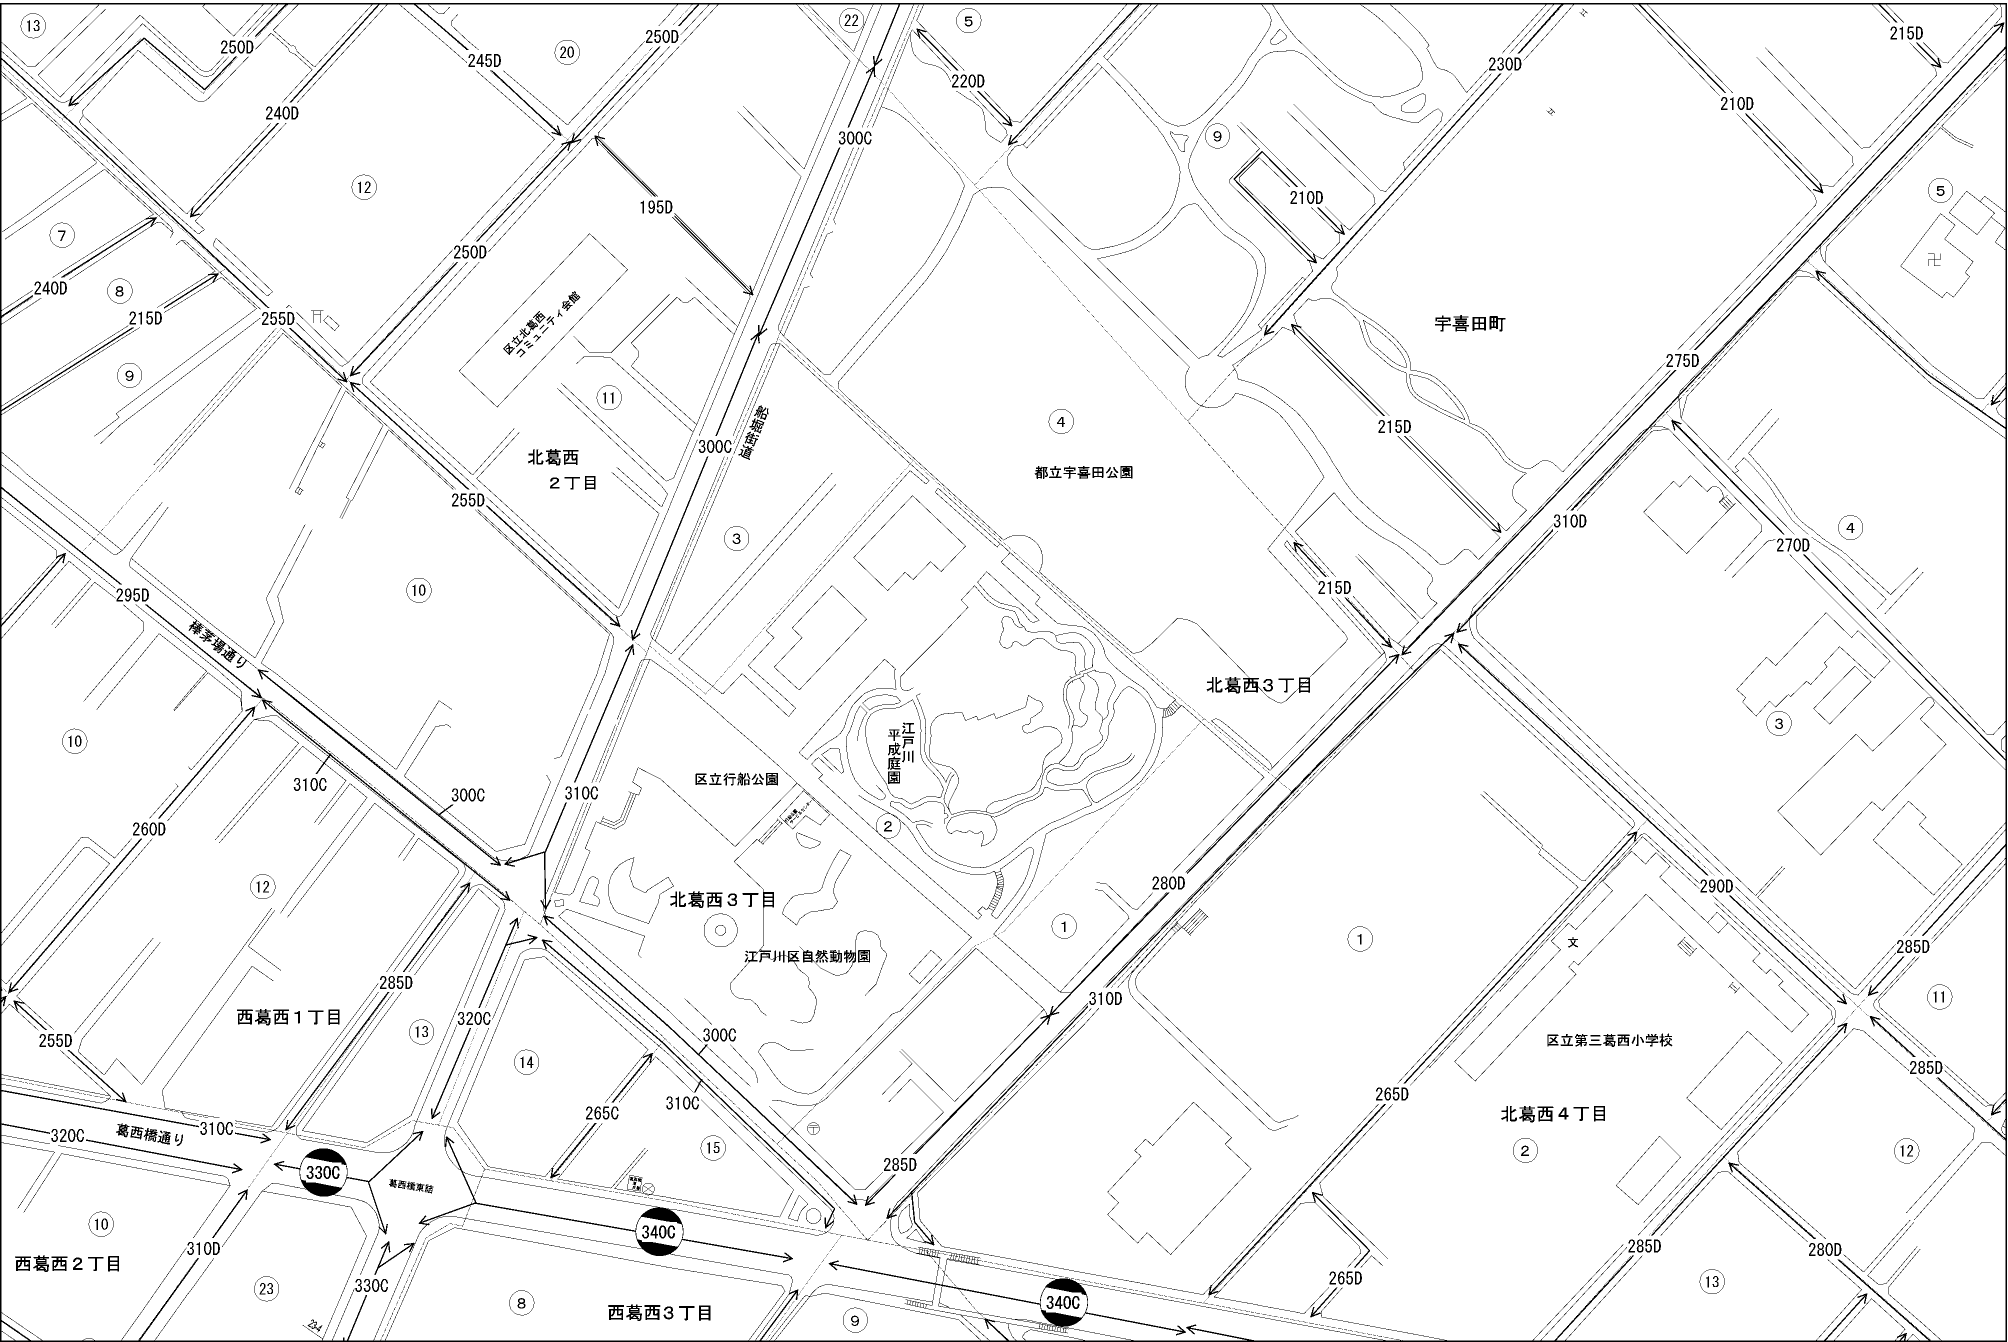 13
250D
245D
20
250D
22
5
220D
230D
215D
210D
240D
12
300C
9
210D
5
7
195D
250D
240D
8
215D
255D
区立北葛西
コミュニティ会館
宇喜田町
275D
9
11
4
船堀街道
300C
215D
北葛西
2丁目
255D
都立宇喜田公園
3
310D
4
270D
10
295D
215D
棒茅場通り
北葛西3丁目
3
10
江戸川
平成庭園
区立行船公園
310C
300C
310C
260D
2
12
280D
290D
北葛西3丁目
1
1
文
285D
江戸川区自然動物園
285D
310D
11
西葛西1丁目
13
320C
300C
255D
14
区立第三葛西小学校
285D
265D
310C
265C
北葛西4丁目
310C
葛西橋通り
320C
15
2
12
330C
葛西橋東詰
285D
10
340C
310D
285D
280D
西葛西2丁目
330C
265D
13
23
8
西葛西3丁目
340C
9
23-4